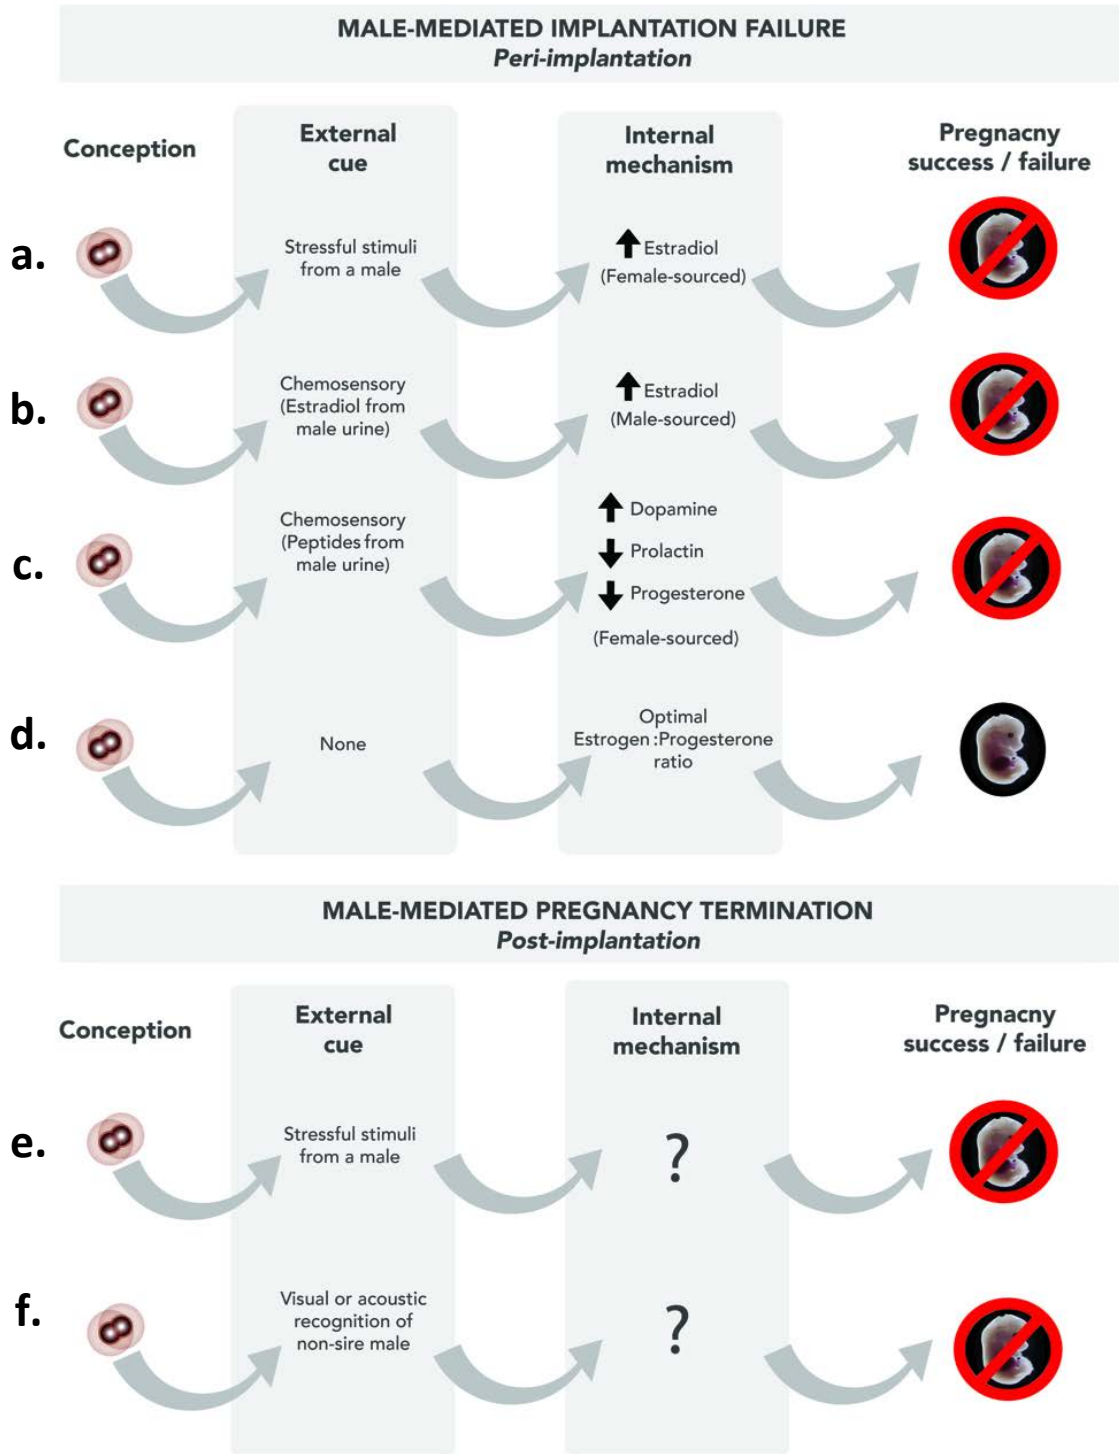 MALE-MEDIATED IMPLANTATION FAILURE
Peri-implantation
Conception
External
cue
Internal
mechanism
Pregnacny
success / failure
a.
Stressful stimuli
from a male
Estradiol
(Female-sourced)
b.
Chemosensory
(Estradiol from
male urine)
Estradiol
(Male-sourced)
c.
Chemosensory
(Peptides from
male urine)
Dopamine
Prolactin
Progesterone
(Female-sourced)
d.
None
Optimal
Estrogen :Progesterone
ratio
MALE-MEDIATED PREGNANCY TERMINATION
Post-implantation
Conception
External
cue
Internal
mechanism
Pregnacny
success / failure
e.
Stressful stimuli
from a male
?
f.
Visual or acoustic
recognition of
non-sire male
?